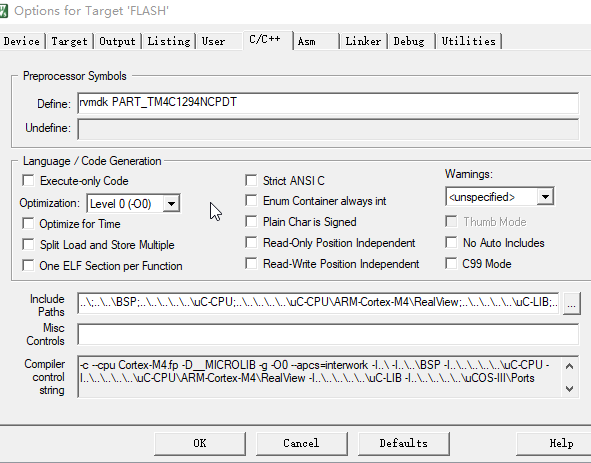 Options for Target 'FLASH'
Device Target Output Listing User C/C++ Asm Linker Debug Utilities
Preprocessor Symbols
Define: rvmdk PART_TM4C1294NCPDT
Undefine:
Language / Code Generation
Execute-only Code
Strict ANSI C
Warnings:
Optimization: Level 0 (-O0)
Enum Container always int
<unspecified>
Optimize for Time
Plain Char is Signed
Thumb Mode
Split Load and Store Multiple
Read-Only Position Independent
No Auto Includes
One ELF Section per Function
Read-Write Position Independent
C99 Mode
Include Paths
..\;..\..\BSP;..\..\..\..\..\uC-CPU;..\..\..\..\..\uC-CPU\ARM-Cortex-M4\RealView;..\..\..\..\..\uC-LIB;..
...
Misc Controls
Compiler control string
-c --cpu Cortex-M4.fp -D__MICROLIB -g -O0 --apcs=interwork -I..\ -I..\..\BSP -I..\..\..\..\..\uC-CPU -
I..\..\..\..\..\uC-CPU\ARM-Cortex-M4\RealView -I..\..\..\..\..\uC-LIB -I..\..\..\..\..\uCOS-III\Ports
OK Cancel Defaults Help